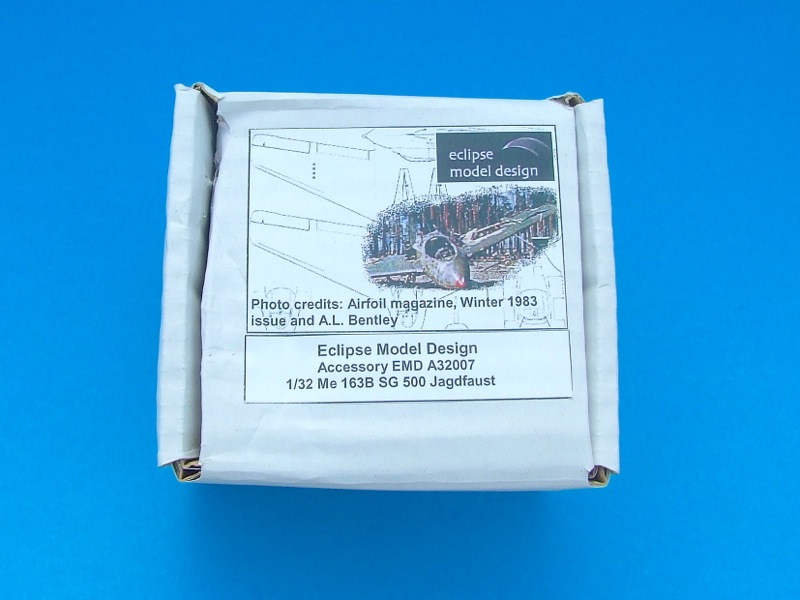 eclipse
model design
Photo credits: Airfoil magazine, Winter 1983
issue and A.L. Bentley
Eclipse Model Design
Accessory EMD A32007
1/32 Me 163B SG 500 Jagdfaust